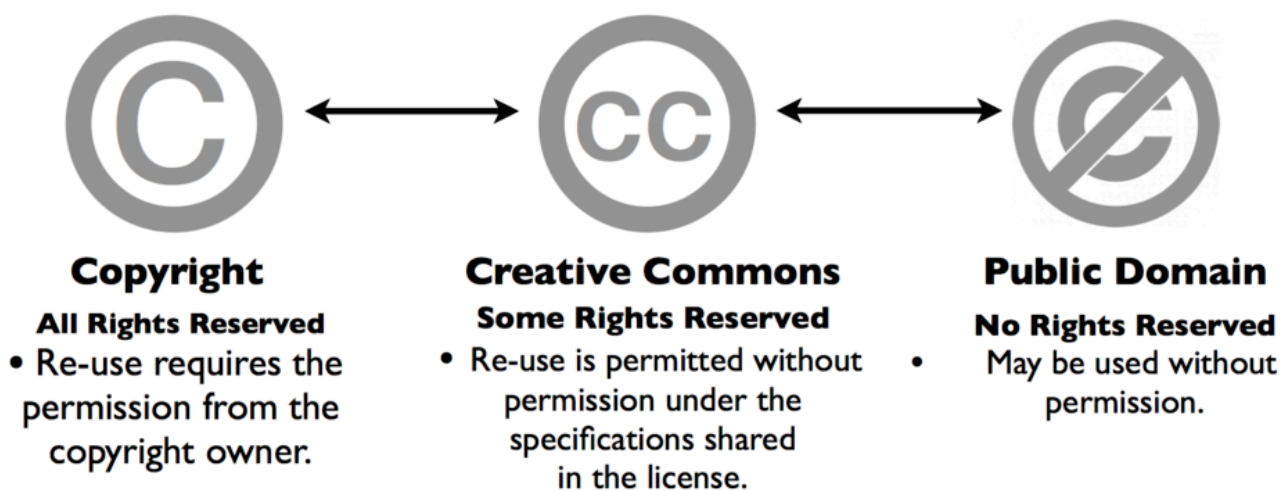 C
CC
C
Copyright
All Rights Reserved
• Re-use requires the
permission from the
copyright owner.
Creative Commons
Some Rights Reserved
• Re-use is permitted without
permission under the
specifications shared
in the license.
Public Domain
No Rights Reserved
• May be used without
permission.